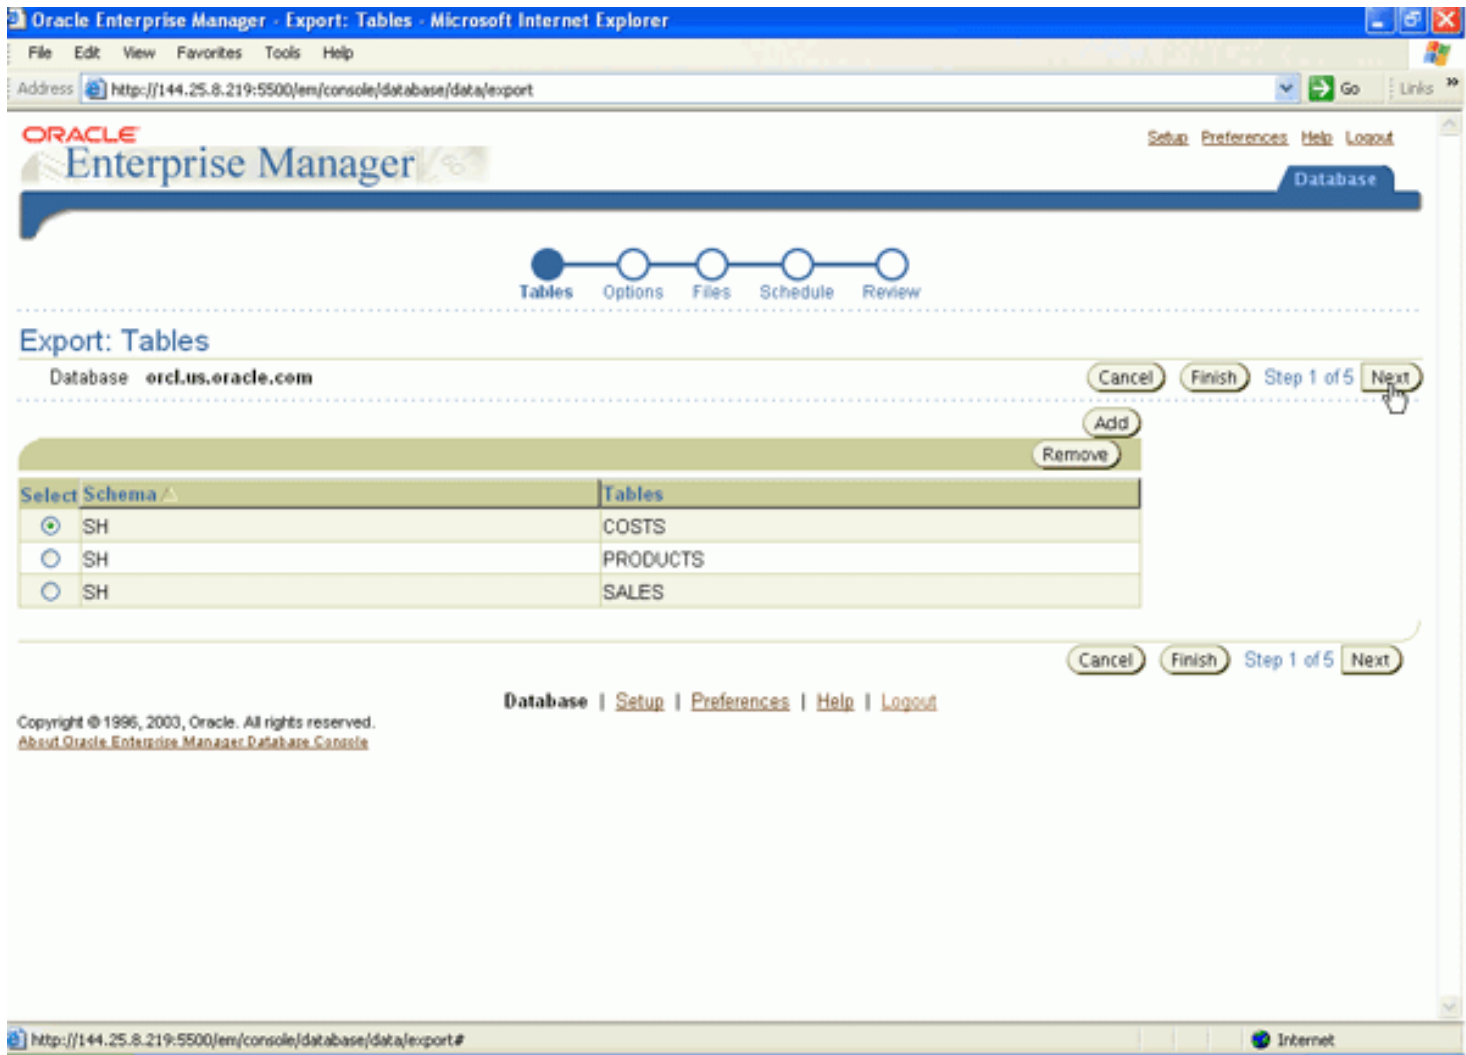 Oracle Enterprise Manager - Export: Tables - Microsoft Internet Explorer
File Edit View Favorites Tools Help
Address http://144.25.8.219:5500/em/console/database/data/export Go Links »
ORACLE
Enterprise Manager
Setup Preferences Help Logout
Database
Tables Options Files Schedule Review
Export: Tables
Database orcl.us.oracle.com Cancel Finish Step 1 of 5 Next
Add
Remove
Select Schema Tables
SH COSTS
SH PRODUCTS
SH SALES
Cancel Finish Step 1 of 5 Next
Database | Setup | Preferences | Help | Logout
Copyright © 1996, 2003, Oracle. All rights reserved.
About Oracle Enterprise Manager Database Console
http://144.25.8.219:5500/em/console/database/data/export# Internet